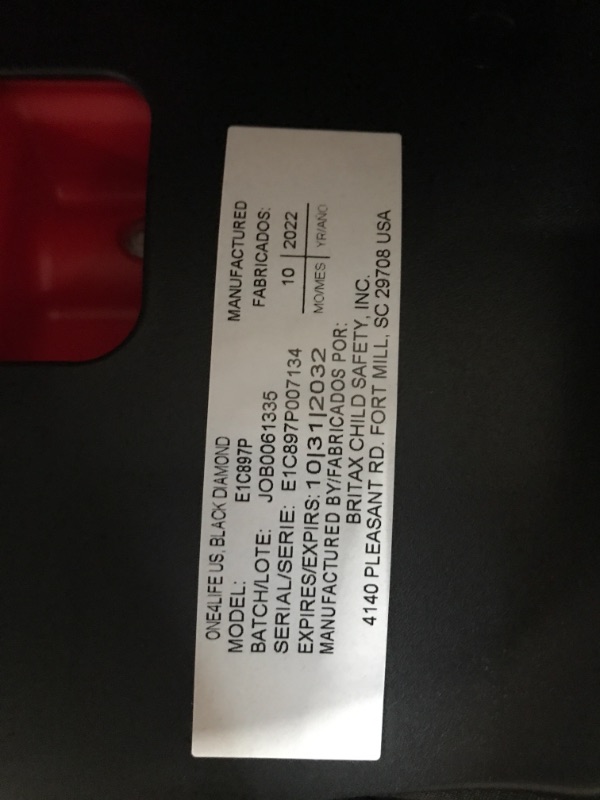 ONE4LIFE US, BLACK DIAMOND
MODEL: E1C897P MANUFACTURED
BATCH/LOTE: JOB0061335 FABRICADOS:
SERIAL/SERIE: E1C897P007134 10 | 2022
EXPIRES/EXPIRS: 10|31|2032 MO/MES | YR/AÑO
MANUFACTURED BY/FABRICADOS POR:
BRITAX CHILD SAFETY, INC.
4140 PLEASANT RD. FORT MILL, SC 29708 USA